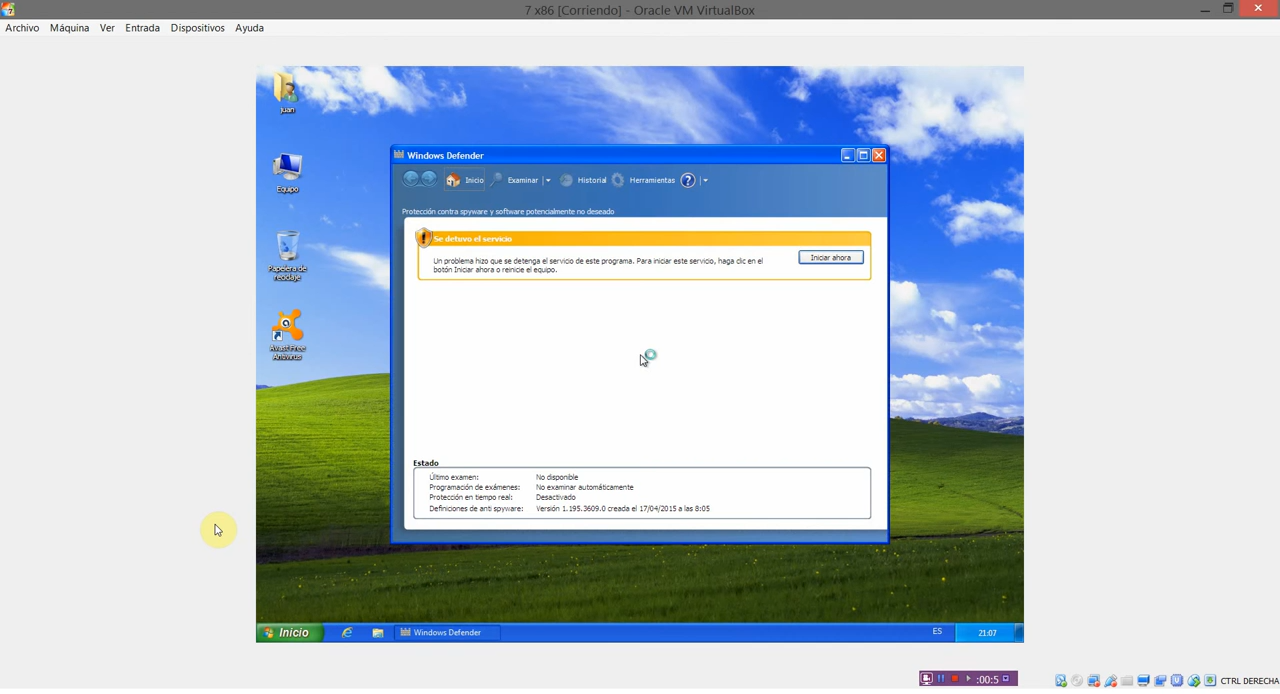 7 x86 [Corriendo] - Oracle VM VirtualBox
Archivo Máquina Ver Entrada Dispositivos Ayuda
juan
Equipo
Papelera de reciclaje
Avast Free Antivirus
Windows Defender
Inicio Examinar Historial Herramientas ?
Protección contra spyware y software potencialmente no deseado
Se detuvo el servicio
Un problema hizo que se detenga el servicio de este programa. Para iniciar este servicio, haga clic en el
botón Iniciar ahora o reinicie el equipo.
Iniciar ahora
Estado
Último examen: No disponible
Programación de exámenes: No examinar automáticamente
Protección en tiempo real: Desactivado
Definiciones de anti spyware: Versión 1.195.3609.0 creada el 17/04/2015 a las 8:05
Inicio Windows Defender ES 21:07
:00:5 CTRL DERECHA